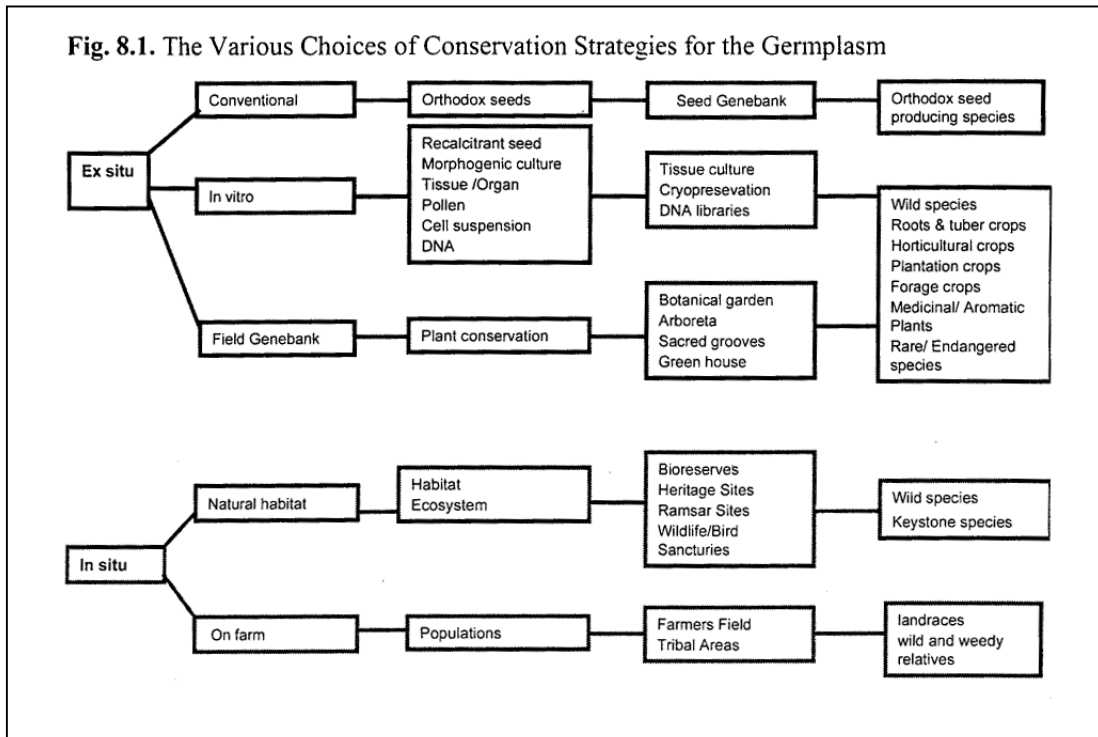 Fig. 8.1. The Various Choices of Conservation Strategies for the Germplasm
Ex situ
Conventional
Orthodox seeds
Seed Genebank
Orthodox seed
producing species
In vitro
Recalcitrant seed
Morphogenic culture
Tissue /Organ
Pollen
Cell suspension
DNA
Tissue culture
Cryopresevation
DNA libraries
Field Genebank
Plant conservation
Botanical garden
Arboreta
Sacred grooves
Green house
Wild species
Roots & tuber crops
Horticultural crops
Plantation crops
Forage crops
Medicinal/ Aromatic
Plants
Rare/ Endangered
species
In situ
Natural habitat
Habitat
Ecosystem
Bioreserves
Heritage Sites
Ramsar Sites
Wildlife/Bird
Sancturies
Wild species
Keystone species
On farm
Populations
Farmers Field
Tribal Areas
landraces
wild and weedy
relatives